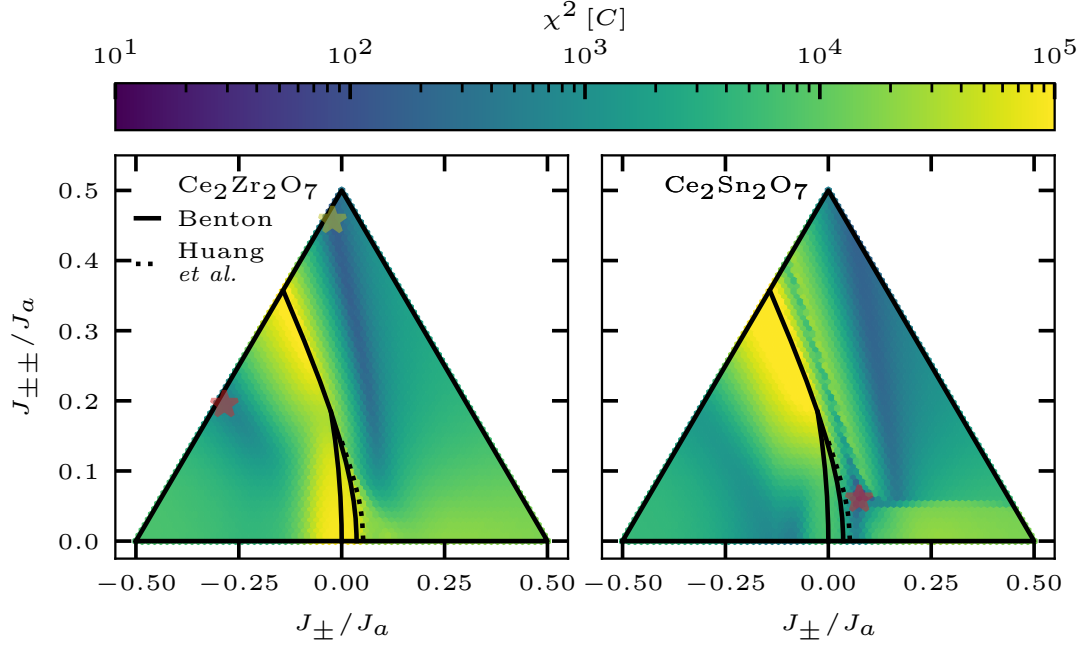 χ² [C]
10¹ 10² 10³ 10⁴ 10⁵
Ce₂Zr₂O₇
Benton
Huang
et al.
Ce₂Sn₂O₇
J±±/Jₐ
0.5
0.4
0.3
0.2
0.1
0.0
−0.50 −0.25 0.00 0.25 0.50
−0.50 −0.25 0.00 0.25 0.50
J±/Jₐ
J±/Jₐ